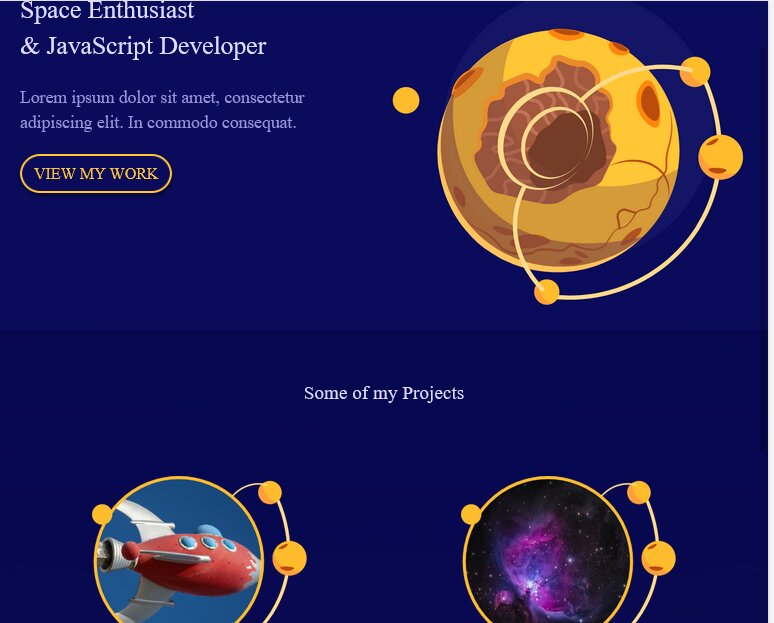 Space Enthusiast
& JavaScript Developer
Lorem ipsum dolor sit amet, consectetur
adipiscing elit. In commodo consequat.
VIEW MY WORK
Some of my Projects